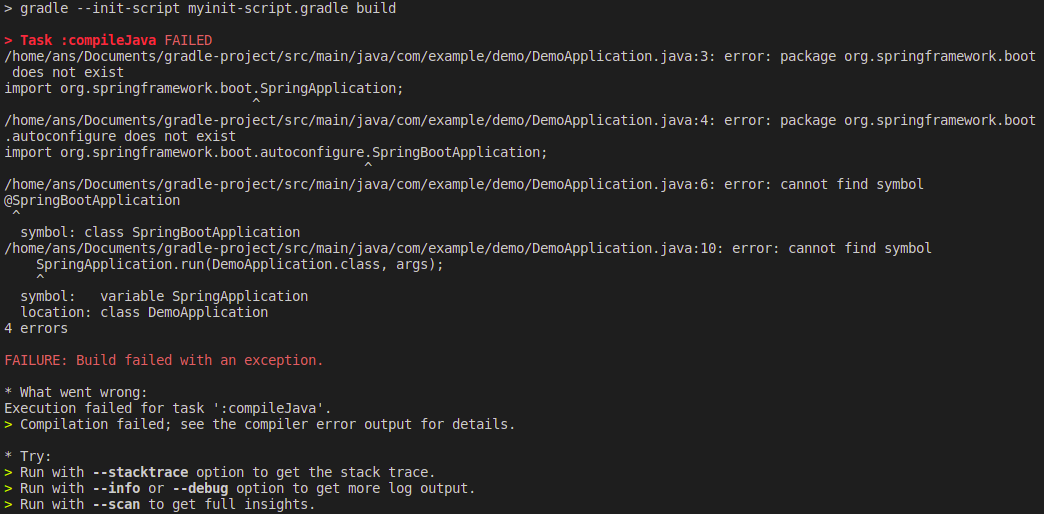 > gradle --init-script myinit-script.gradle build
> Task :compileJava FAILED
/home/ans/Documents/gradle-project/src/main/java/com/example/demo/DemoApplication.java:3: error: package org.springframework.boot
 does not exist
import org.springframework.boot.SpringApplication;
                               ^
/home/ans/Documents/gradle-project/src/main/java/com/example/demo/DemoApplication.java:4: error: package org.springframework.boot
.autoconfigure does not exist
import org.springframework.boot.autoconfigure.SpringBootApplication;
                                             ^
/home/ans/Documents/gradle-project/src/main/java/com/example/demo/DemoApplication.java:6: error: cannot find symbol
@SpringBootApplication
 ^
  symbol: class SpringBootApplication
/home/ans/Documents/gradle-project/src/main/java/com/example/demo/DemoApplication.java:10: error: cannot find symbol
    SpringApplication.run(DemoApplication.class, args);
    ^
  symbol:   variable SpringApplication
  location: class DemoApplication
4 errors
FAILURE: Build failed with an exception.
* What went wrong:
Execution failed for task ':compileJava'.
> Compilation failed; see the compiler error output for details.
* Try:
> Run with --stacktrace option to get the stack trace.
> Run with --info or --debug option to get more log output.
> Run with --scan to get full insights.